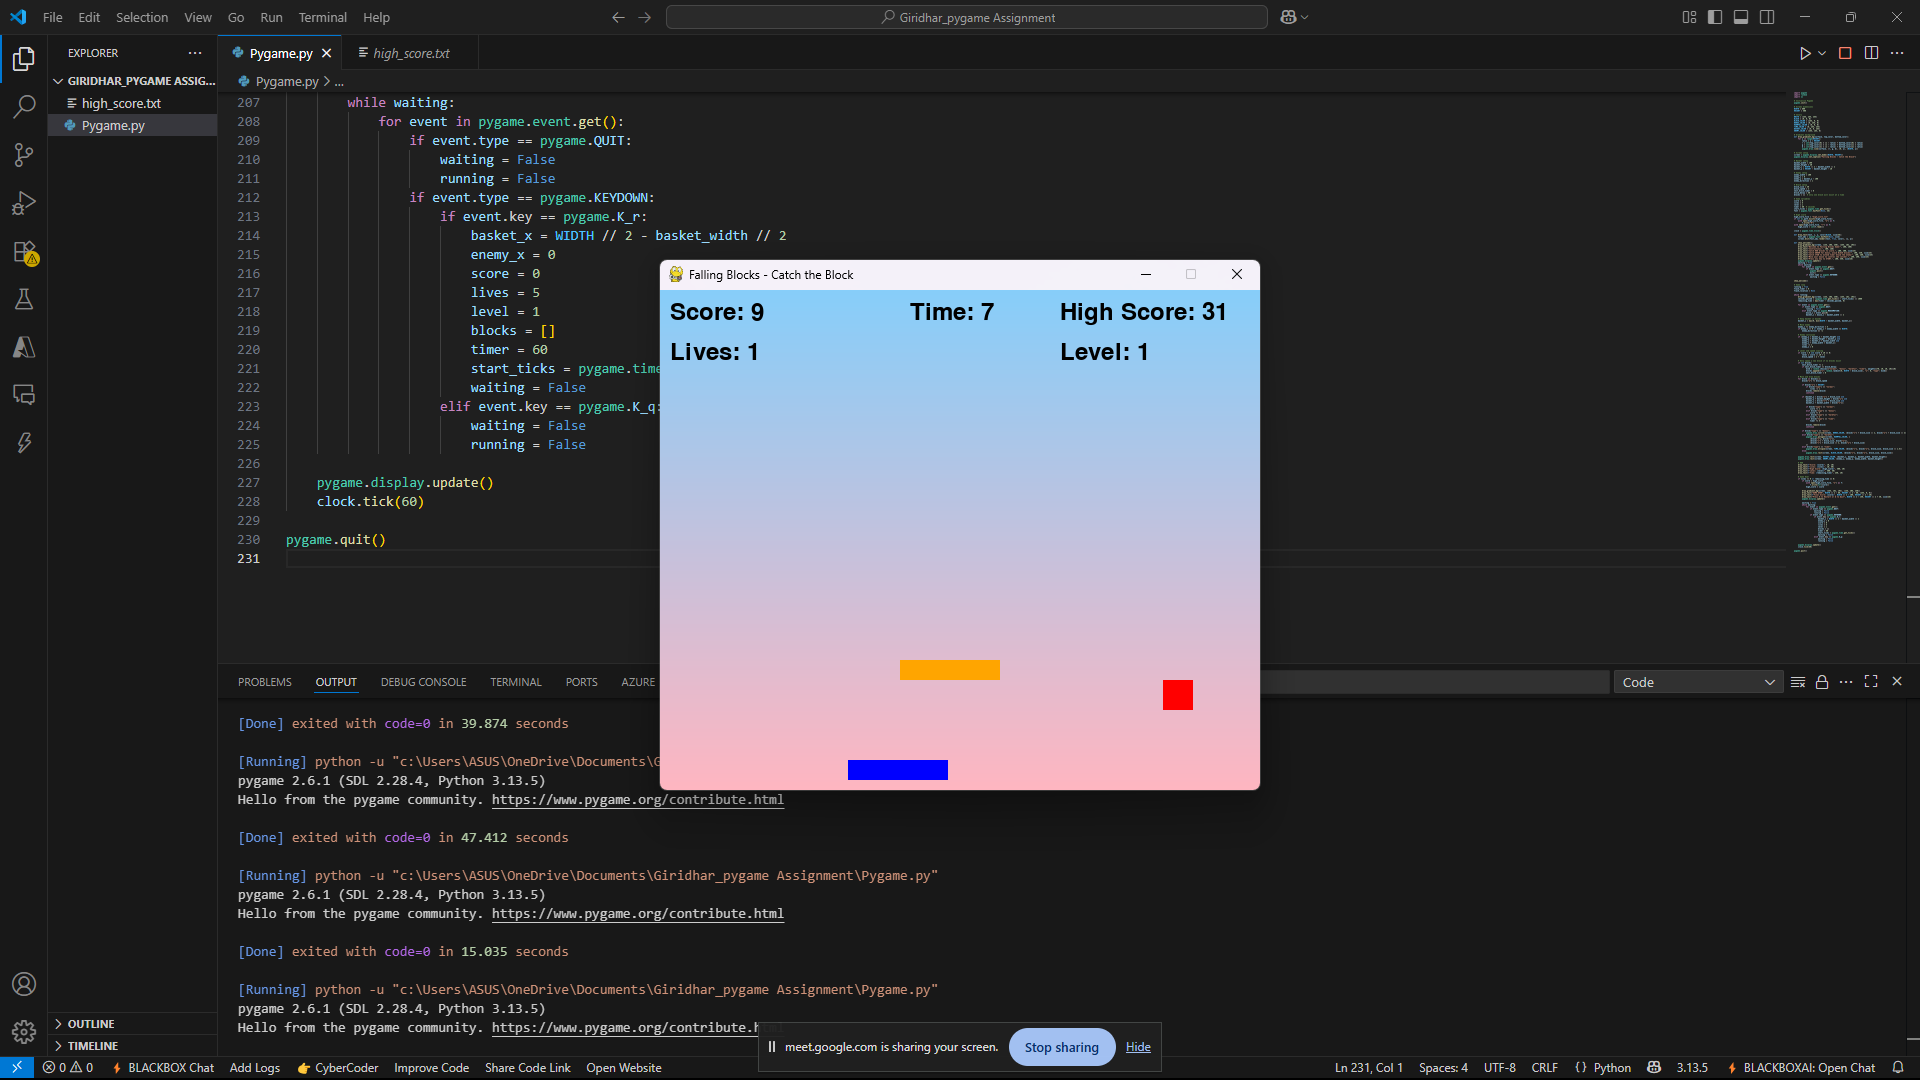 File Edit Selection View Go Run Terminal Help
Giridhar_pygame Assignment
EXPLORER
GIRIDHAR_PYGAME ASSIG...
high_score.txt
Pygame.py
Pygame.py
high_score.txt
Pygame.py > ...
207 while waiting:
208 for event in pygame.event.get():
209 if event.type == pygame.QUIT:
210 waiting = False
211 running = False
212 if event.type == pygame.KEYDOWN:
213 if event.key == pygame.K_r:
214 basket_x = WIDTH // 2 - basket_width // 2
215 enemy_x = 0
216 score = 0
217 lives = 5
218 level = 1
219 blocks = []
220 timer = 60
221 start_ticks = pygame.time
222 waiting = False
223 elif event.key == pygame.K_q:
224 waiting = False
225 running = False
226
227 pygame.display.update()
228 clock.tick(60)
229
230 pygame.quit()
231
Falling Blocks - Catch the Block
Score: 9 Time: 7 High Score: 31
Lives: 1 Level: 1
PROBLEMS OUTPUT DEBUG CONSOLE TERMINAL PORTS AZURE
Code
[Done] exited with code=0 in 39.874 seconds
[Running] python -u "c:\Users\ASUS\OneDrive\Documents\G
pygame 2.6.1 (SDL 2.28.4, Python 3.13.5)
Hello from the pygame community. https://www.pygame.org/contribute.html
[Done] exited with code=0 in 47.412 seconds
[Running] python -u "c:\Users\ASUS\OneDrive\Documents\Giridhar_pygame Assignment\Pygame.py"
pygame 2.6.1 (SDL 2.28.4, Python 3.13.5)
Hello from the pygame community. https://www.pygame.org/contribute.html
[Done] exited with code=0 in 15.035 seconds
[Running] python -u "c:\Users\ASUS\OneDrive\Documents\Giridhar_pygame Assignment\Pygame.py"
pygame 2.6.1 (SDL 2.28.4, Python 3.13.5)
Hello from the pygame community. https://www.pygame.org/contribute.html
OUTLINE
TIMELINE
meet.google.com is sharing your screen. Stop sharing Hide
0 0 BLACKBOX Chat Add Logs CyberCoder Improve Code Share Code Link Open Website Ln 231, Col 1 Spaces: 4 UTF-8 CRLF {} Python 3.13.5 BLACKBOXAI: Open Chat